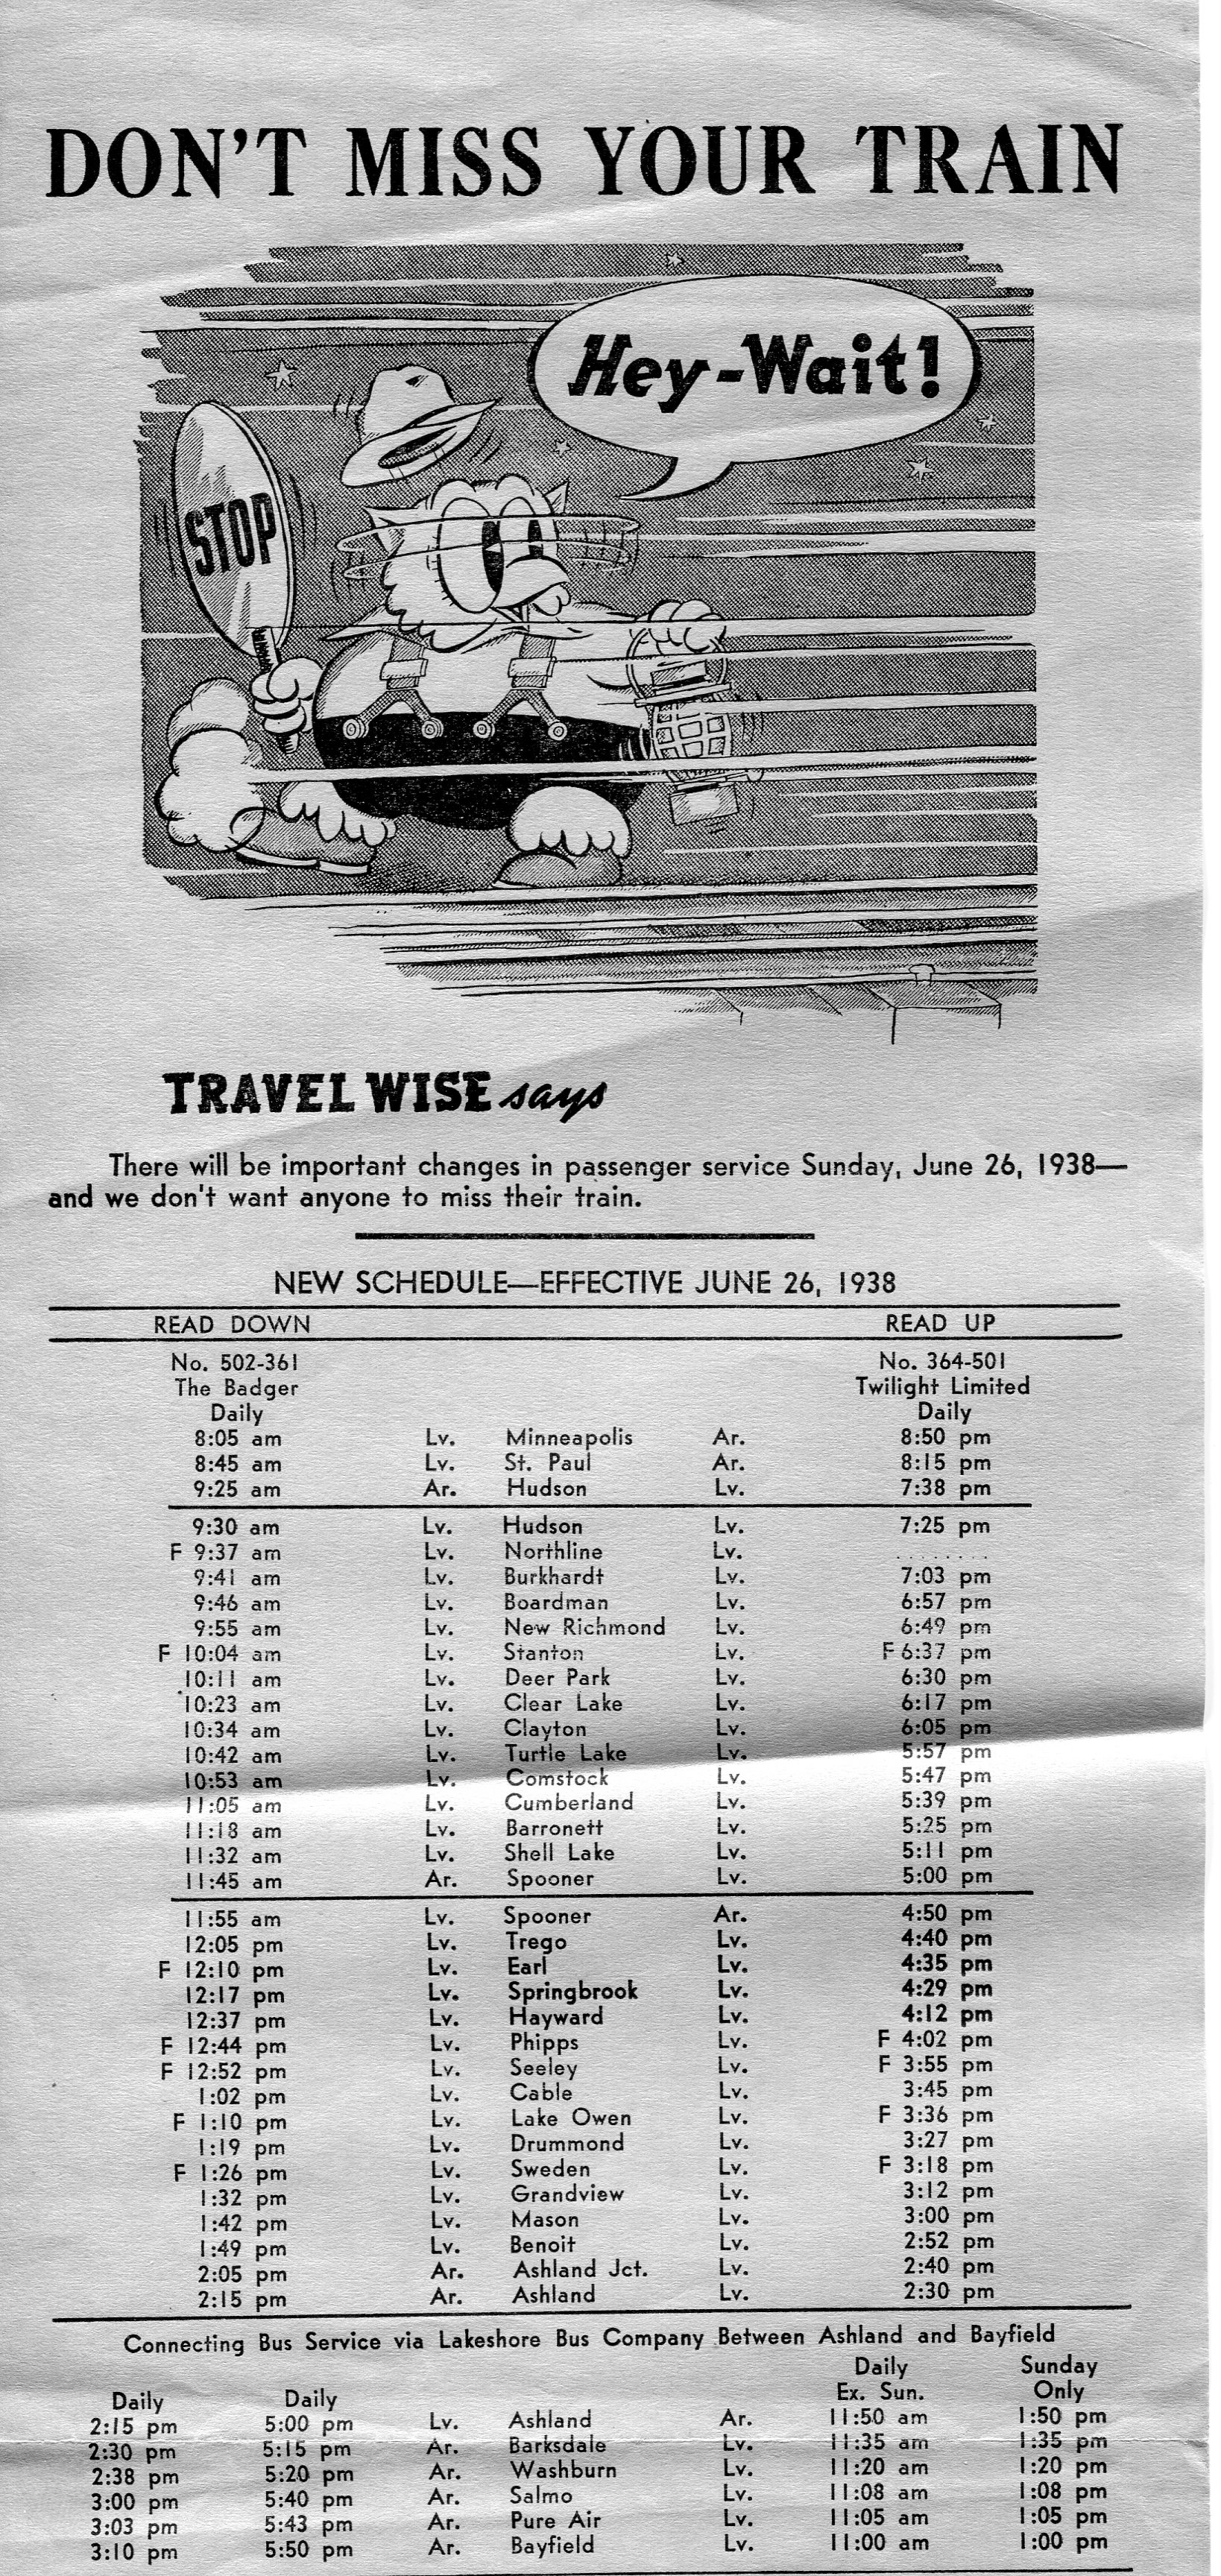 DON'T MISS YOUR TRAIN
Hey-Wait!
STOP
TRAVEL WISE says
There will be important changes in passenger service Sunday, June 26, 1938—
and we don't want anyone to miss their train.
NEW SCHEDULE—EFFECTIVE JUNE 26, 1938
READ DOWN READ UP
No. 502-361 No. 364-501
The Badger Twilight Limited
Daily Daily
8:05 am Lv. Minneapolis Ar. 8:50 pm
8:45 am Lv. St. Paul Ar. 8:15 pm
9:25 am Ar. Hudson Lv. 7:38 pm
9:30 am Lv. Hudson Lv. 7:25 pm
F 9:37 am Lv. Northline Lv. ........
9:41 am Lv. Burkhardt Lv. 7:03 pm
9:46 am Lv. Boardman Lv. 6:57 pm
9:55 am Lv. New Richmond Lv. 6:49 pm
F 10:04 am Lv. Stanton Lv. F 6:37 pm
10:11 am Lv. Deer Park Lv. 6:30 pm
10:23 am Lv. Clear Lake Lv. 6:17 pm
10:34 am Lv. Clayton Lv. 6:05 pm
10:42 am Lv. Turtle Lake Lv. 5:57 pm
10:53 am Lv. Comstock Lv. 5:47 pm
11:05 am Lv. Cumberland Lv. 5:39 pm
11:18 am Lv. Barronett Lv. 5:25 pm
11:32 am Lv. Shell Lake Lv. 5:11 pm
11:45 am Ar. Spooner Lv. 5:00 pm
11:55 am Lv. Spooner Ar. 4:50 pm
12:05 pm Lv. Trego Lv. 4:40 pm
F 12:10 pm Lv. Earl Lv. 4:35 pm
12:17 pm Lv. Springbrook Lv. 4:29 pm
12:37 pm Lv. Hayward Lv. 4:12 pm
F 12:44 pm Lv. Phipps Lv. F 4:02 pm
F 12:52 pm Lv. Seeley Lv. F 3:55 pm
1:02 pm Lv. Cable Lv. 3:45 pm
F 1:10 pm Lv. Lake Owen Lv. F 3:36 pm
1:19 pm Lv. Drummond Lv. 3:27 pm
F 1:26 pm Lv. Sweden Lv. F 3:18 pm
1:32 pm Lv. Grandview Lv. 3:12 pm
1:42 pm Lv. Mason Lv. 3:00 pm
1:49 pm Lv. Benoit Lv. 2:52 pm
2:05 pm Ar. Ashland Jct. Lv. 2:40 pm
2:15 pm Ar. Ashland Lv. 2:30 pm
Connecting Bus Service via Lakeshore Bus Company Between Ashland and Bayfield
Daily Sunday
Daily Daily Ex. Sun. Only
2:15 pm 5:00 pm Lv. Ashland Ar. 11:50 am 1:50 pm
2:30 pm 5:15 pm Ar. Barksdale Lv. 11:35 am 1:35 pm
2:38 pm 5:20 pm Ar. Washburn Lv. 11:20 am 1:20 pm
3:00 pm 5:40 pm Ar. Salmo Lv. 11:08 am 1:08 pm
3:03 pm 5:43 pm Ar. Pure Air Lv. 11:05 am 1:05 pm
3:10 pm 5:50 pm Ar. Bayfield Lv. 11:00 am 1:00 pm